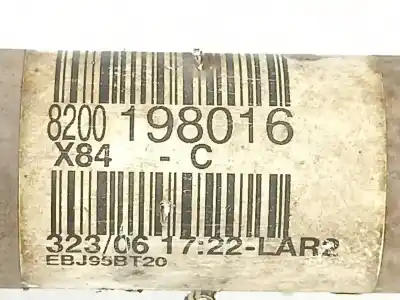 8200 198016
X84 - C
323/06 17:22-LAR2
EBJ95BT20